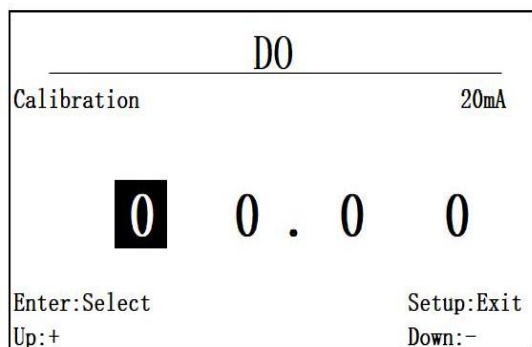 DO
Calibration 20mA
0 0.0 0
Enter:Select Setup:Exit
Up:+ Down:-